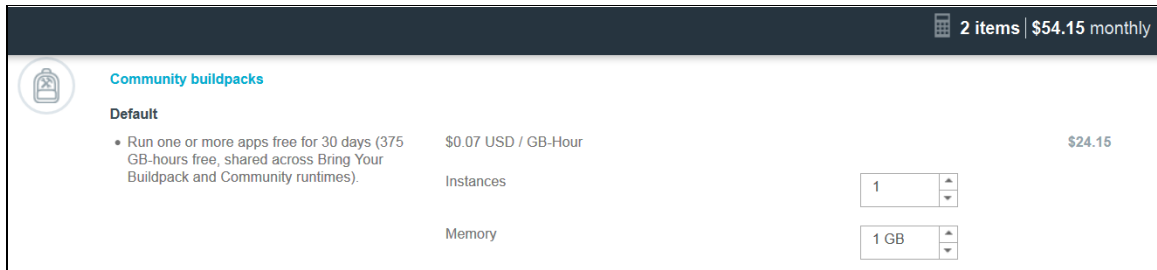 2 items | $54.15 monthly
Community buildpacks
Default
• Run one or more apps free for 30 days (375
GB-hours free, shared across Bring Your
Buildpack and Community runtimes).
$0.07 USD / GB-Hour
$24.15
Instances
1
Memory
1 GB